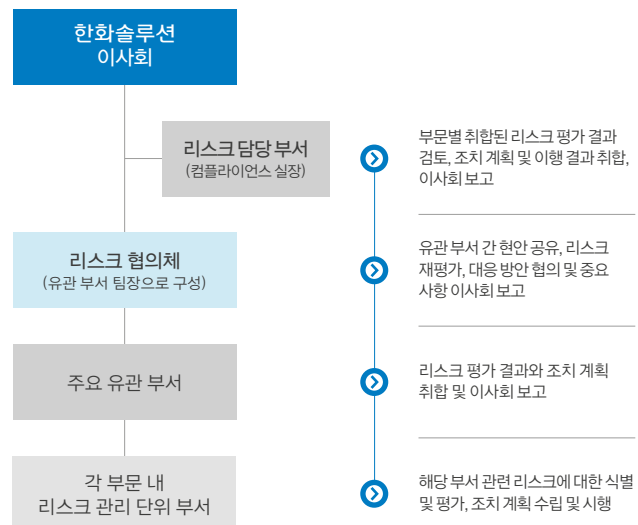 한화솔루션
이사회
리스크 담당 부서
(컴플라이언스 실장)
부문별 취합된 리스크 평가 결과
검토, 조치 계획 및 이행 결과 취합,
이사회 보고
리스크 협의체
(유관 부서 팀장으로 구성)
유관 부서 간 현안 공유, 리스크
재평가, 대응 방안 협의 및 중요
사항 이사회 보고
주요 유관 부서
리스크 평가 결과와 조치 계획
취합 및 이사회 보고
각 부문 내
리스크 관리 단위 부서
해당 부서 관련 리스크에 대한 식별
및 평가, 조치 계획 수립 및 시행